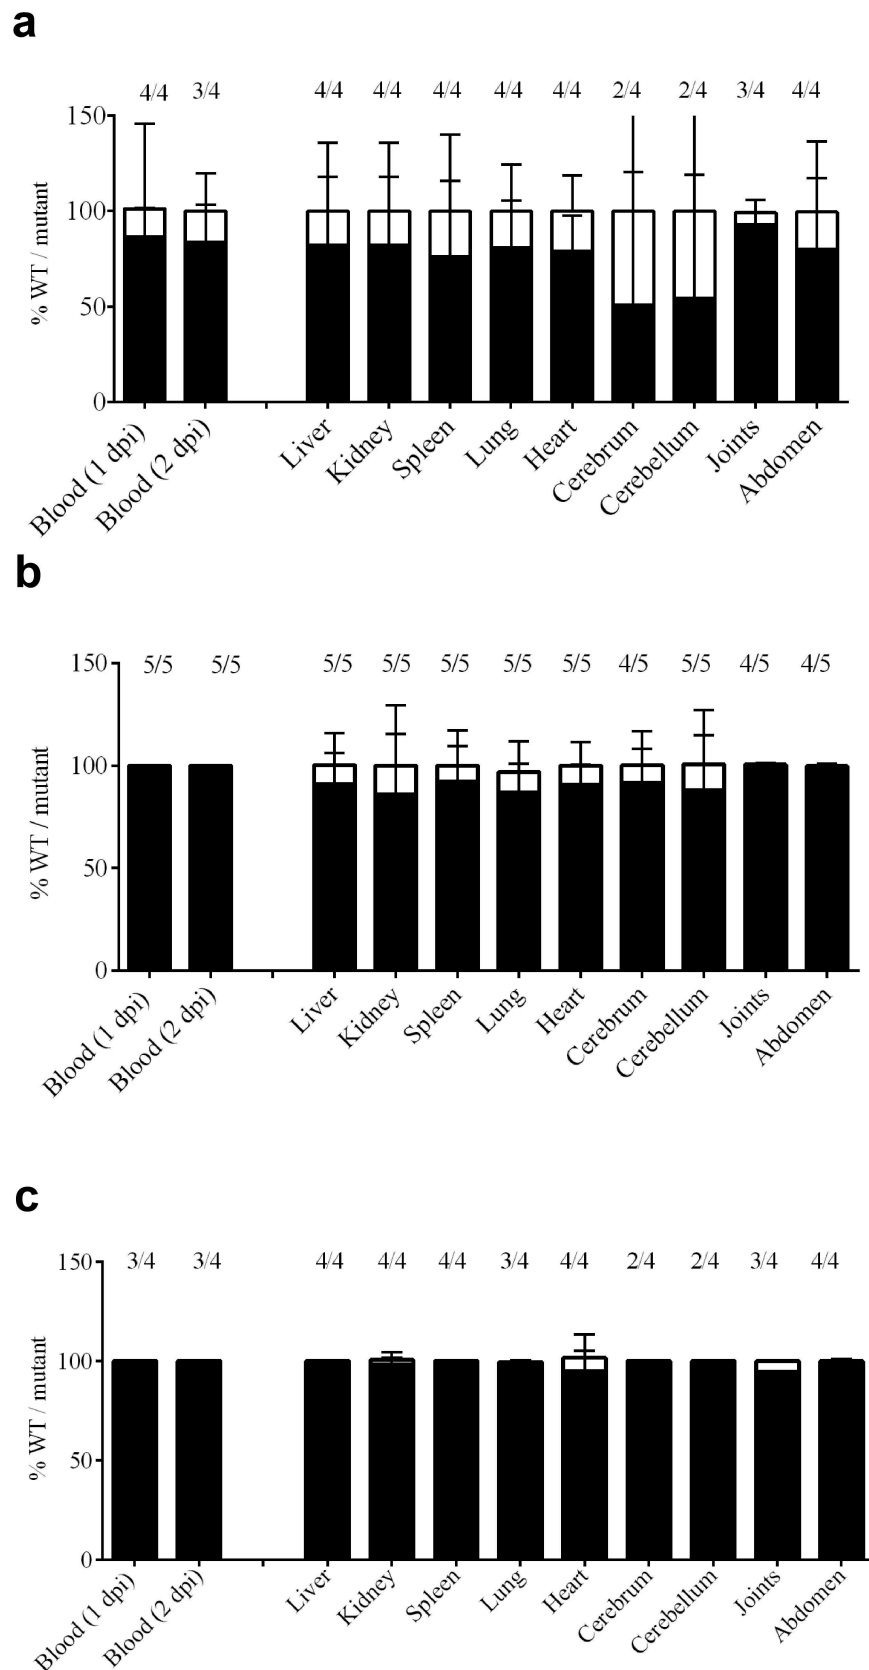 a
4/4 3/4 4/4 4/4 4/4 4/4 4/4 2/4 2/4 3/4 4/4
150
100
50
0
% WT / mutant
Blood (1 dpi) Blood (2 dpi) Liver Kidney Spleen Lung Heart Cerebrum Cerebellum Joints Abdomen
b
5/5 5/5 5/5 5/5 5/5 5/5 5/5 4/5 5/5 4/5 4/5
150
100
50
0
% WT / mutant
Blood (1 dpi) Blood (2 dpi) Liver Kidney Spleen Lung Heart Cerebrum Cerebellum Joints Abdomen
c
3/4 3/4 4/4 4/4 4/4 3/4 4/4 2/4 2/4 3/4 4/4
150
100
50
0
% WT / mutant
Blood (1 dpi) Blood (2 dpi) Liver Kidney Spleen Lung Heart Cerebrum Cerebellum Joints Abdomen